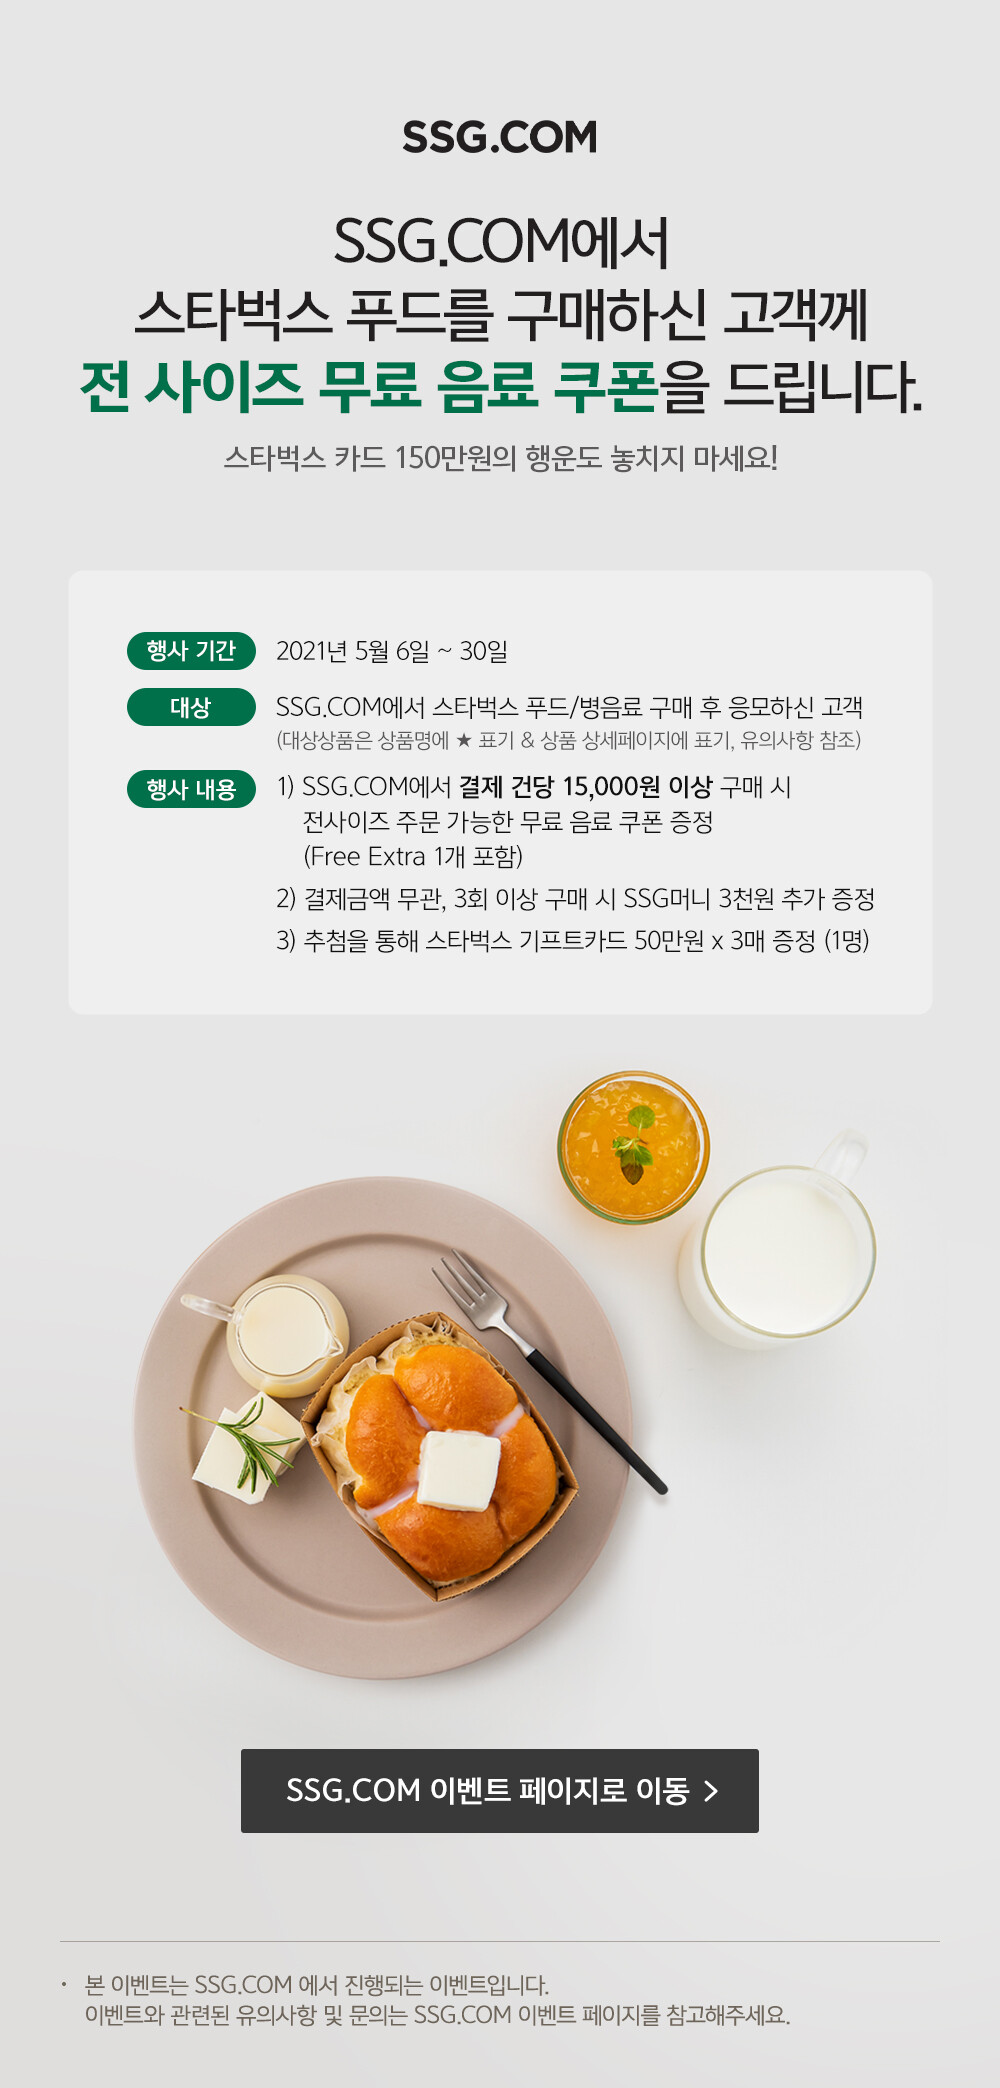 SSG.COM
SSG.COM에서
스타벅스 푸드를 구매하신 고객께
전 사이즈 무료 음료 쿠폰을 드립니다.
스타벅스 카드 150만원의 행운도 놓치지 마세요!
행사 기간 2021년 5월 6일 ~ 30일
대상 SSG.COM에서 스타벅스 푸드/병음료 구매 후 응모하신 고객
(대상상품은 상품명에 ★ 표기 & 상품 상세페이지에 표기, 유의사항 참조)
행사 내용 1) SSG.COM에서 결제 건당 15,000원 이상 구매 시
전사이즈 주문 가능한 무료 음료 쿠폰 증정
(Free Extra 1개 포함)
2) 결제금액 무관, 3회 이상 구매 시 SSG머니 3천원 추가 증정
3) 추첨을 통해 스타벅스 기프트카드 50만원 x 3매 증정 (1명)
SSG.COM 이벤트 페이지로 이동 >
· 본 이벤트는 SSG.COM 에서 진행되는 이벤트입니다.
이벤트와 관련된 유의사항 및 문의는 SSG.COM 이벤트 페이지를 참고해주세요.